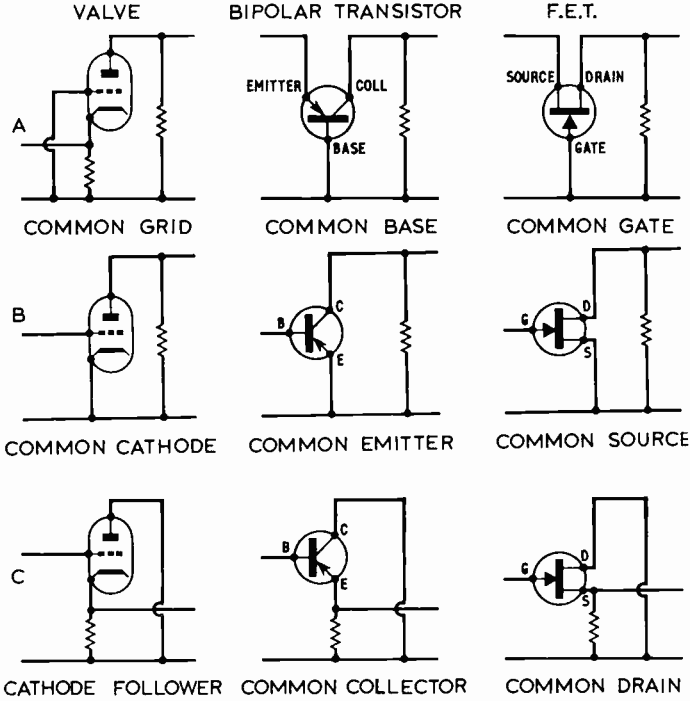 VALVE BIPOLAR TRANSISTOR F.E.T.
EMITTER COLL SOURCE DRAIN
A
BASE GATE
COMMON GRID COMMON BASE COMMON GATE
C D
B B G
E S
COMMON CATHODE COMMON EMITTER COMMON SOURCE
C D
B G
C
E S
CATHODE FOLLOWER COMMON COLLECTOR COMMON DRAIN